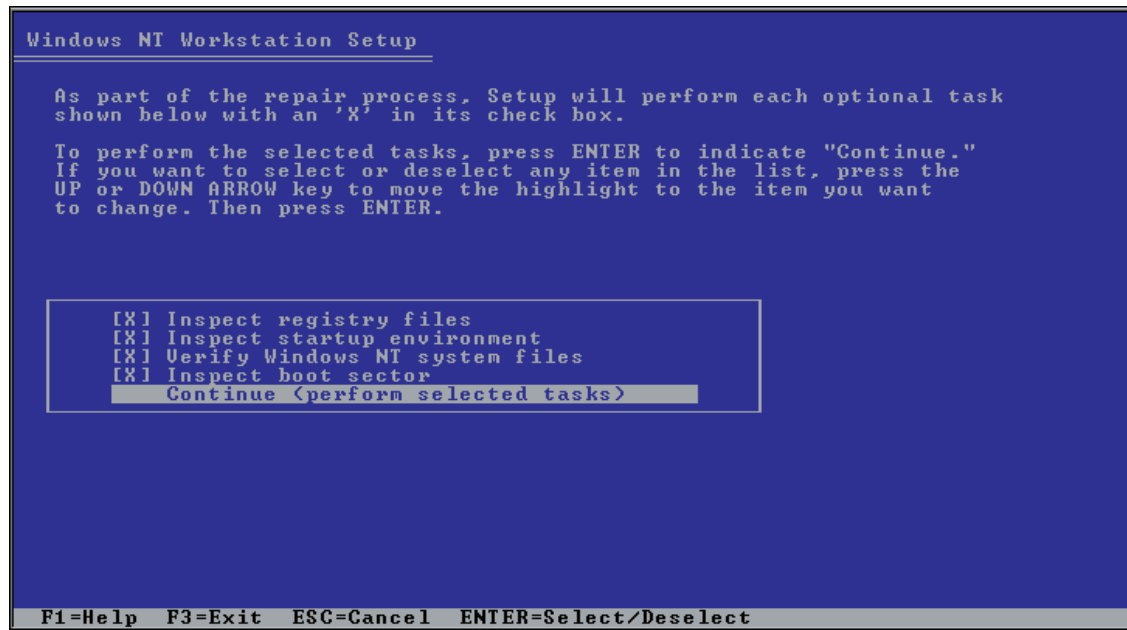 Windows NT Workstation Setup
As part of the repair process, Setup will perform each optional task
shown below with an 'X' in its check box.
To perform the selected tasks, press ENTER to indicate "Continue."
If you want to select or deselect any item in the list, press the
UP or DOWN ARROW key to move the highlight to the item you want
to change. Then press ENTER.
[X] Inspect registry files
[X] Inspect startup environment
[X] Verify Windows NT system files
[X] Inspect boot sector
Continue (perform selected tasks)
F1=Help F3=Exit ESC=Cancel ENTER=Select/Deselect